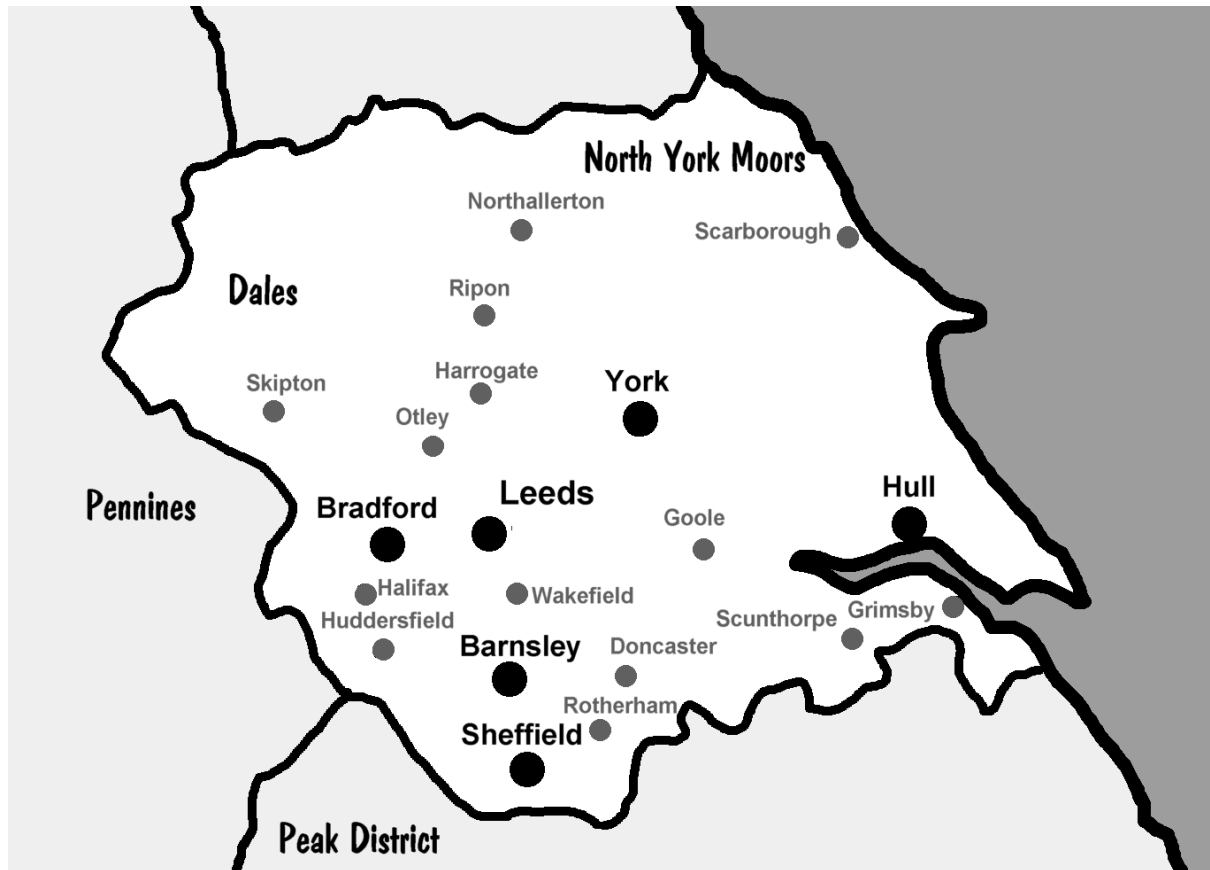 North York Moors
Northallerton
Scarborough
Dales
Ripon
Harrogate
York
Skipton
Otley
Pennines
Bradford
Leeds
Hull
Goole
Halifax
Wakefield
Huddersfield
Scunthorpe
Grimsby
Barnsley
Doncaster
Rotherham
Sheffield
Peak District